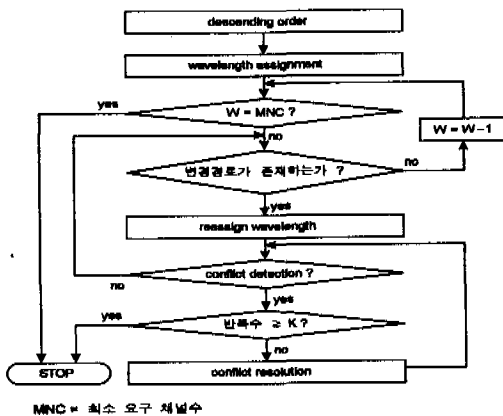 descending order
wavelength assignment
yes
W = MNC ?
no
W = W-1
변경경로가 존재하는가 ?
no
yes
reassign wavelength
conflict detection ?
no
yes
yes
반복수 ≥ K ?
no
STOP
conflict resolution
MNC = 최소 요구 채널수